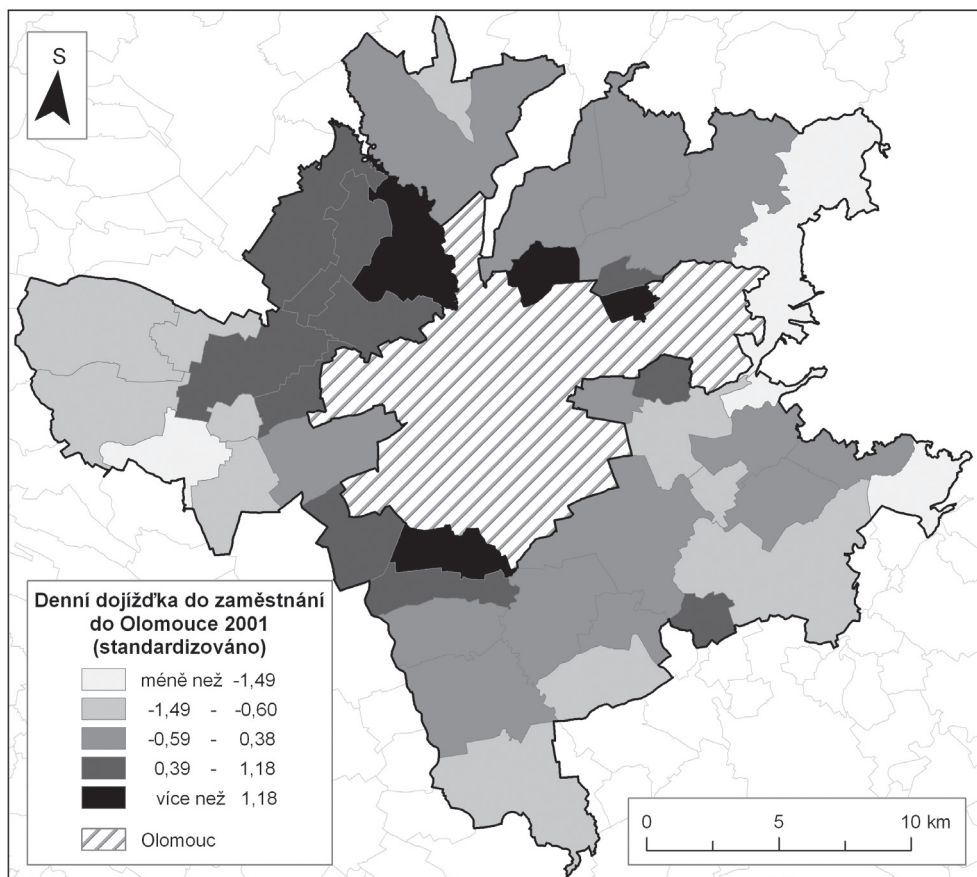 S
Denní dojížďka do zaměstnání
do Olomouce 2001
(standardizováno)
méně než -1,49
-1,49 - -0,60
-0,59 - 0,38
0,39 - 1,18
více než 1,18
Olomouc
0 5 10 km